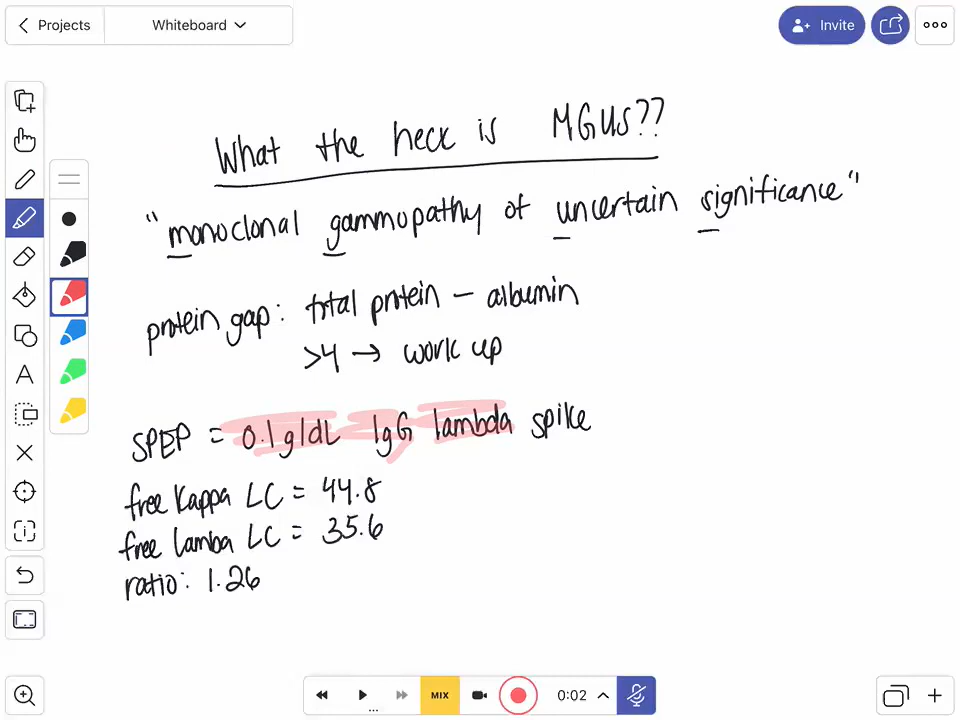 Projects
Whiteboard
Invite
What the heck is MGUS??
"monoclonal gammopathy of uncertain significance"
protein gap: total protein - albumin
>4 → work up
SPEP = 0.1 g/dL IgG lambda spike
free kappa LC = 44.8
free lamba LC = 35.6
ratio: 1.26
A
MIX
0:02